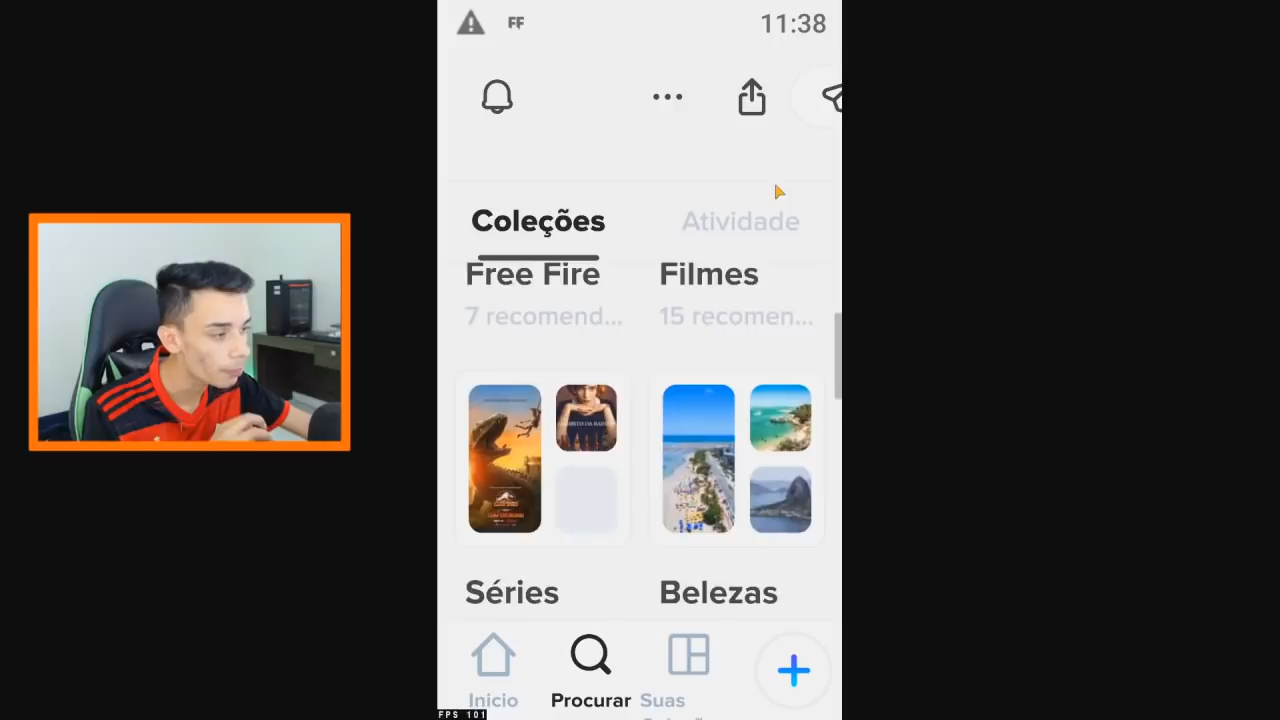 FF
11:38
Coleções
Atividade
Free Fire
Filmes
7 recomend...
15 recomen...
Séries
Belezas
Início
Procurar
Suas
FPS 101